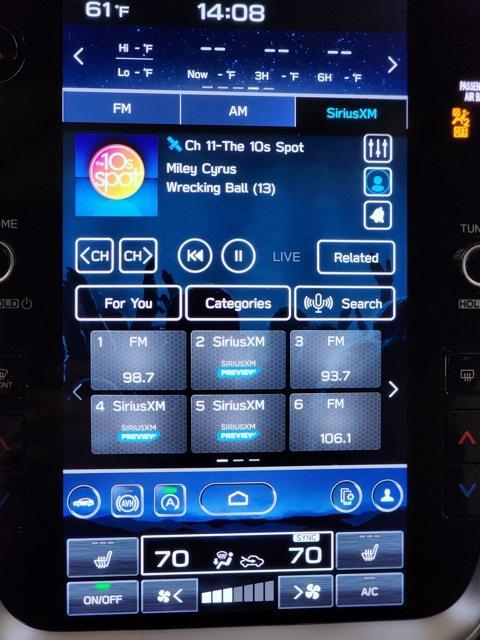 61°F 14:08
Hi - °F -- -- --
Lo - °F Now - °F 3H - °F 6H - °F
FM AM SiriusXM
the 10s spot
Ch 11-The 10s Spot
Miley Cyrus
Wrecking Ball (13)
<CH CH> LIVE Related
For You Categories Search
1 FM 98.7
2 SiriusXM SIRIUSXM PREVIEW
3 FM 93.7
4 SiriusXM SIRIUSXM PREVIEW
5 SiriusXM SIRIUSXM PREVIEW
6 FM 106.1
AVH A
70 SYNC 70
ON/OFF A/C